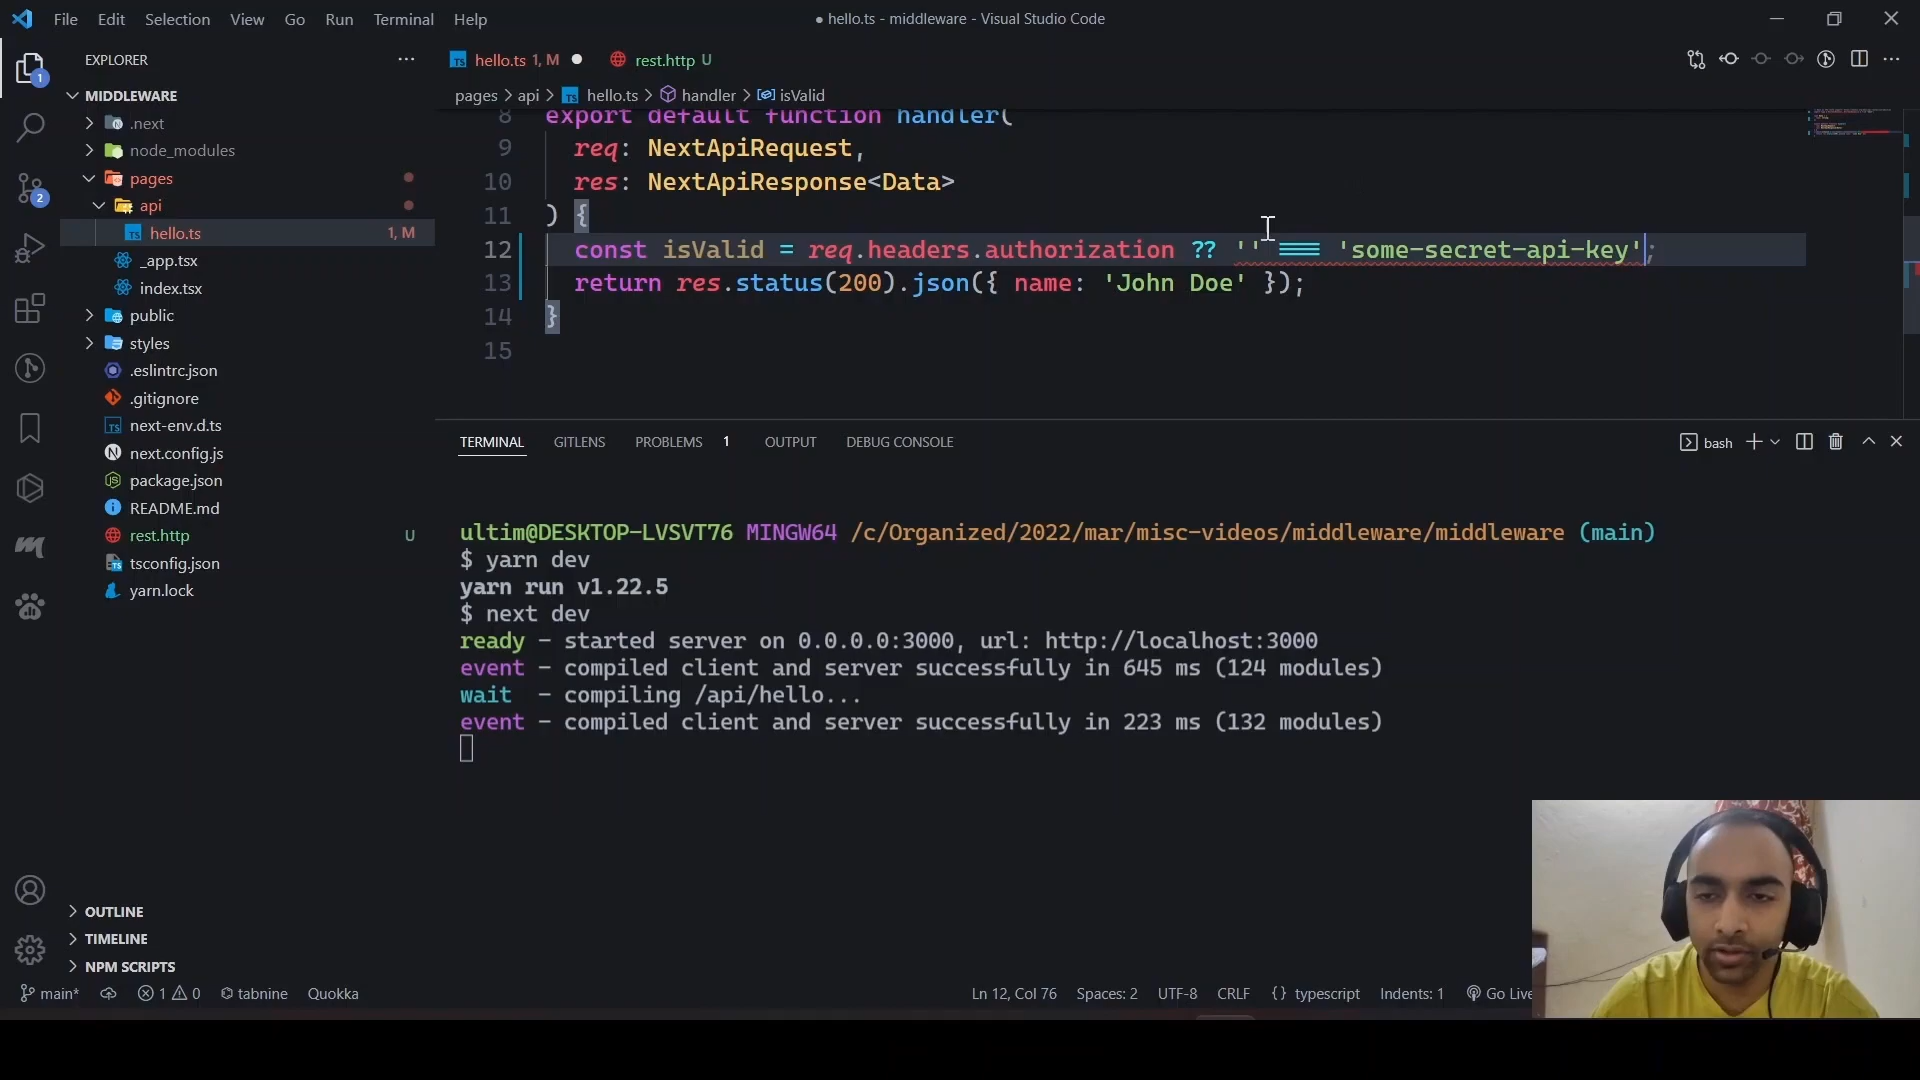 File Edit Selection View Go Run Terminal Help
● hello.ts - middleware - Visual Studio Code
EXPLORER
hello.ts 1, M
rest.http U
MIDDLEWARE
.next
node_modules
pages
api
hello.ts 1, M
_app.tsx
index.tsx
public
styles
.eslintrc.json
.gitignore
next-env.d.ts
next.config.js
package.json
README.md
rest.http U
tsconfig.json
yarn.lock
OUTLINE
TIMELINE
NPM SCRIPTS
pages > api > hello.ts > handler > isValid
8 export default function handler(
9 req: NextApiRequest,
10 res: NextApiResponse<Data>
11 ) {
12 const isValid = req.headers.authorization ?? '' === 'some-secret-api-key';
13 return res.status(200).json({ name: 'John Doe' });
14 }
15
TERMINAL GITLENS PROBLEMS 1 OUTPUT DEBUG CONSOLE
bash
ultim@DESKTOP-LVSVT76 MINGW64 /c/Organized/2022/mar/misc-videos/middleware/middleware (main)
$ yarn dev
yarn run v1.22.5
$ next dev
ready - started server on 0.0.0.0:3000, url: http://localhost:3000
event - compiled client and server successfully in 645 ms (124 modules)
wait - compiling /api/hello...
event - compiled client and server successfully in 223 ms (132 modules)
1
2
main* 1 0 tabnine Quokka
Ln 12, Col 76 Spaces: 2 UTF-8 CRLF {} typescript Indents: 1 Go Live